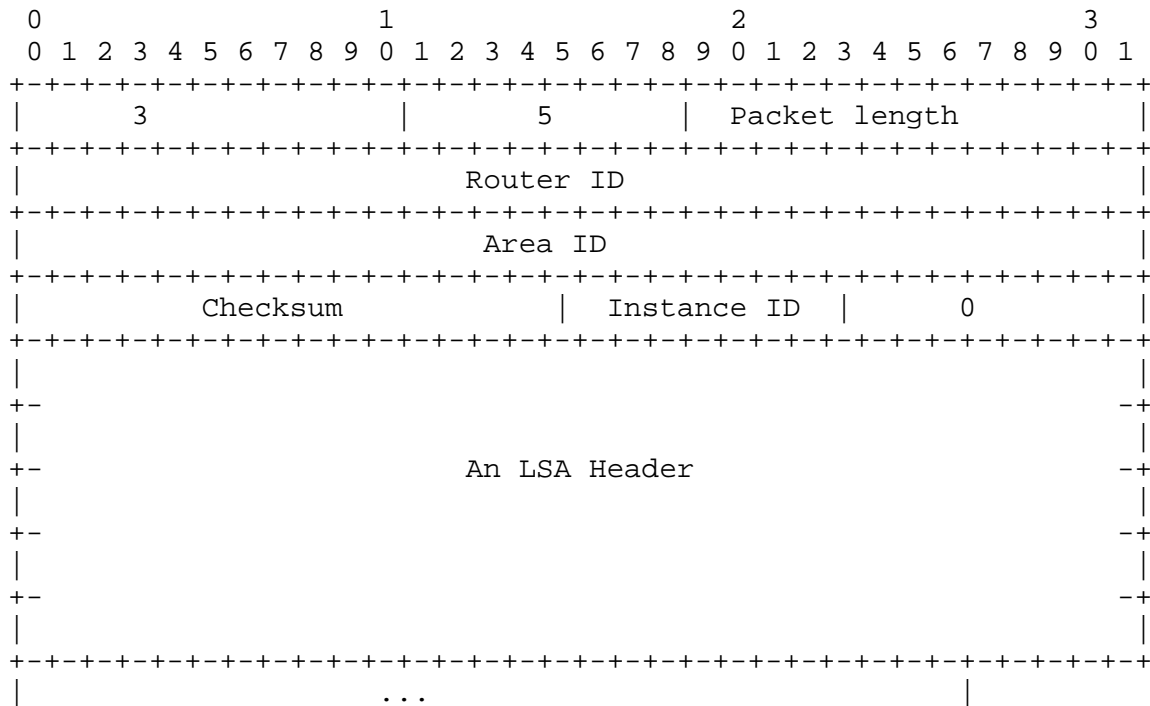 0                   1                   2                   3
 0 1 2 3 4 5 6 7 8 9 0 1 2 3 4 5 6 7 8 9 0 1 2 3 4 5 6 7 8 9 0 1
+-+-+-+-+-+-+-+-+-+-+-+-+-+-+-+-+-+-+-+-+-+-+-+-+-+-+-+-+-+-+-+-+
|      3              |       5       |  Packet length          |
+-+-+-+-+-+-+-+-+-+-+-+-+-+-+-+-+-+-+-+-+-+-+-+-+-+-+-+-+-+-+-+-+
|                         Router ID                             |
+-+-+-+-+-+-+-+-+-+-+-+-+-+-+-+-+-+-+-+-+-+-+-+-+-+-+-+-+-+-+-+-+
|                          Area ID                              |
+-+-+-+-+-+-+-+-+-+-+-+-+-+-+-+-+-+-+-+-+-+-+-+-+-+-+-+-+-+-+-+-+
|          Checksum            |  Instance ID  |      0         |
+-+-+-+-+-+-+-+-+-+-+-+-+-+-+-+-+-+-+-+-+-+-+-+-+-+-+-+-+-+-+-+-+
|                                                               |
+-                                                             -+
|                                                               |
+-                        An LSA Header                        -+
|                                                               |
+-                                                             -+
|                                                               |
+-                                                             -+
|                                                               |
+-+-+-+-+-+-+-+-+-+-+-+-+-+-+-+-+-+-+-+-+-+-+-+-+-+-+-+-+-+-+-+-+
|                    ...                              |